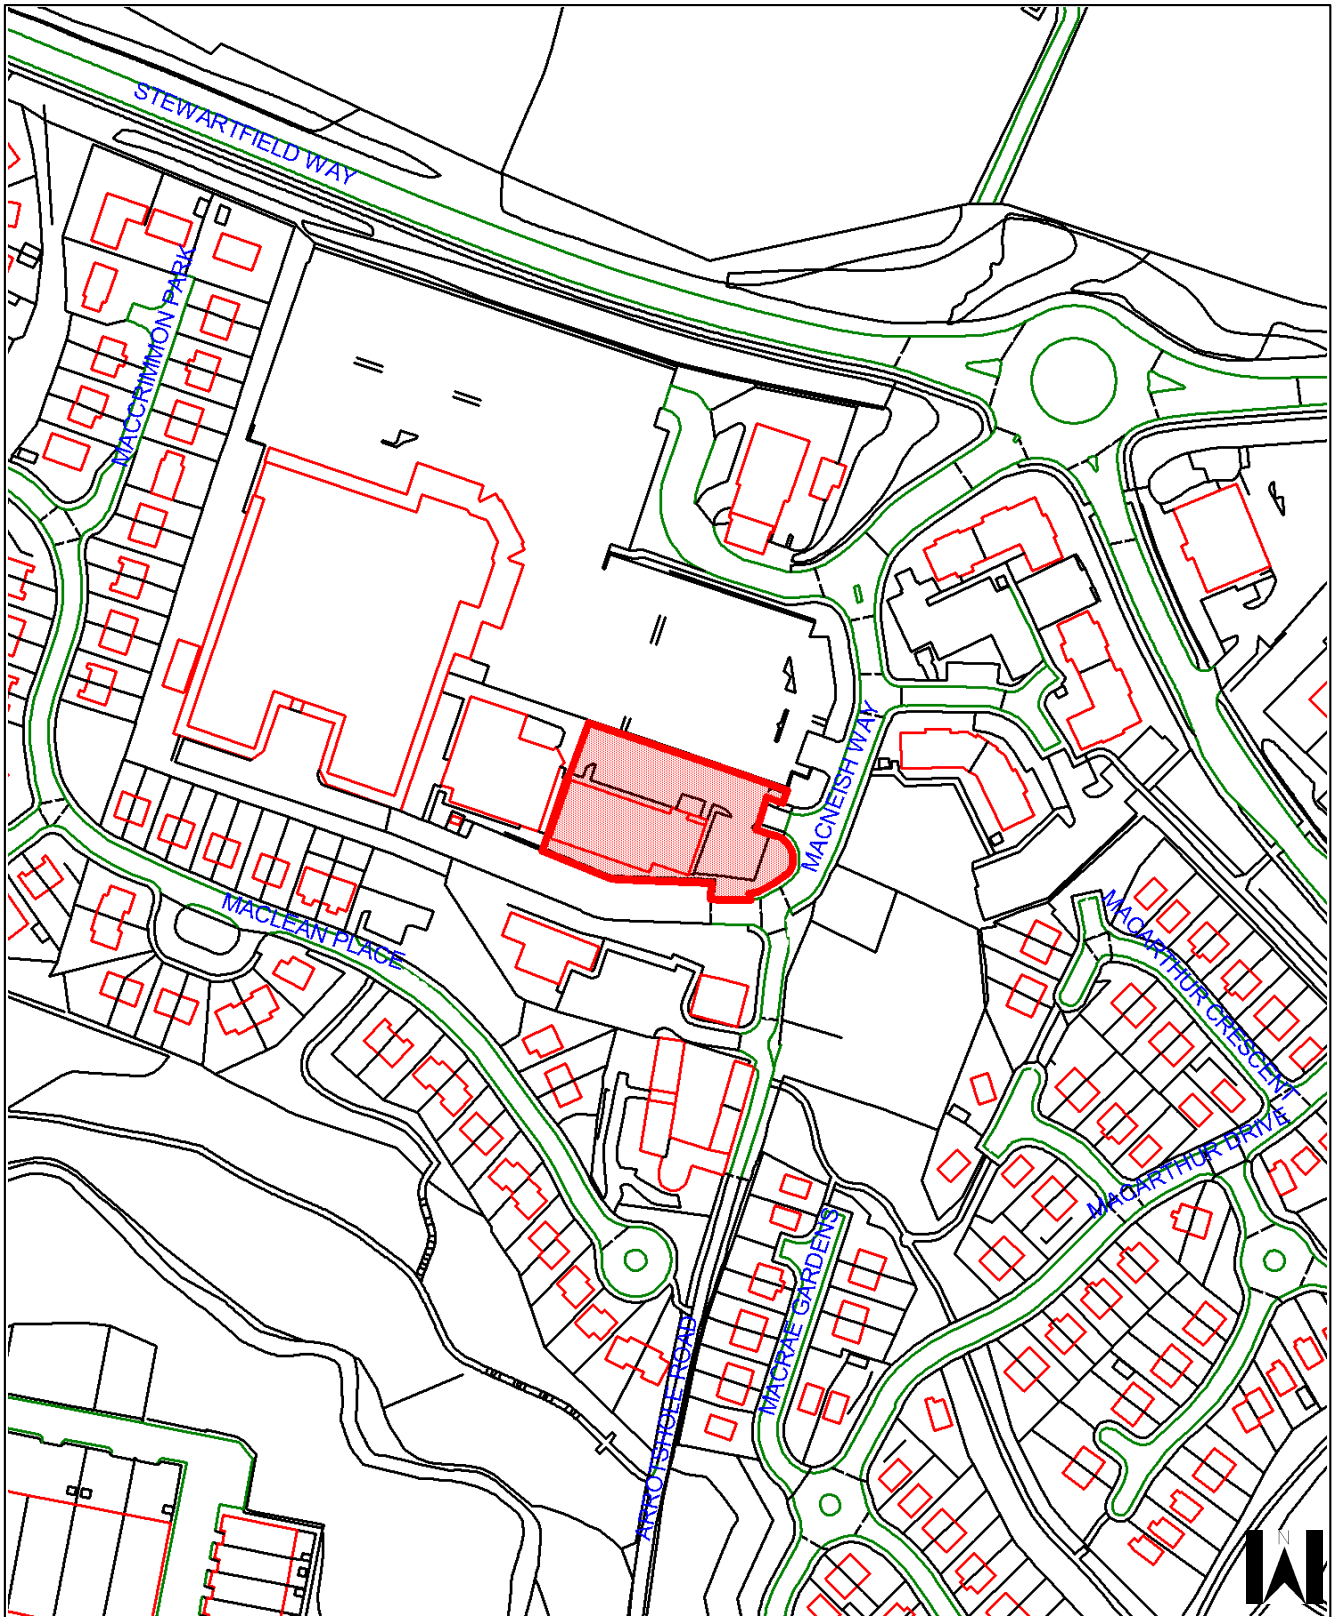 STEWARTFIELD WAY
MACCRIMMON PARK
MACNEISH WAY
MACLEAN PLACE
MACARTHUR CRESCENT
MACARTHUR DRIVE
MACRAE GARDENS
ARROTSHOLE ROAD
N